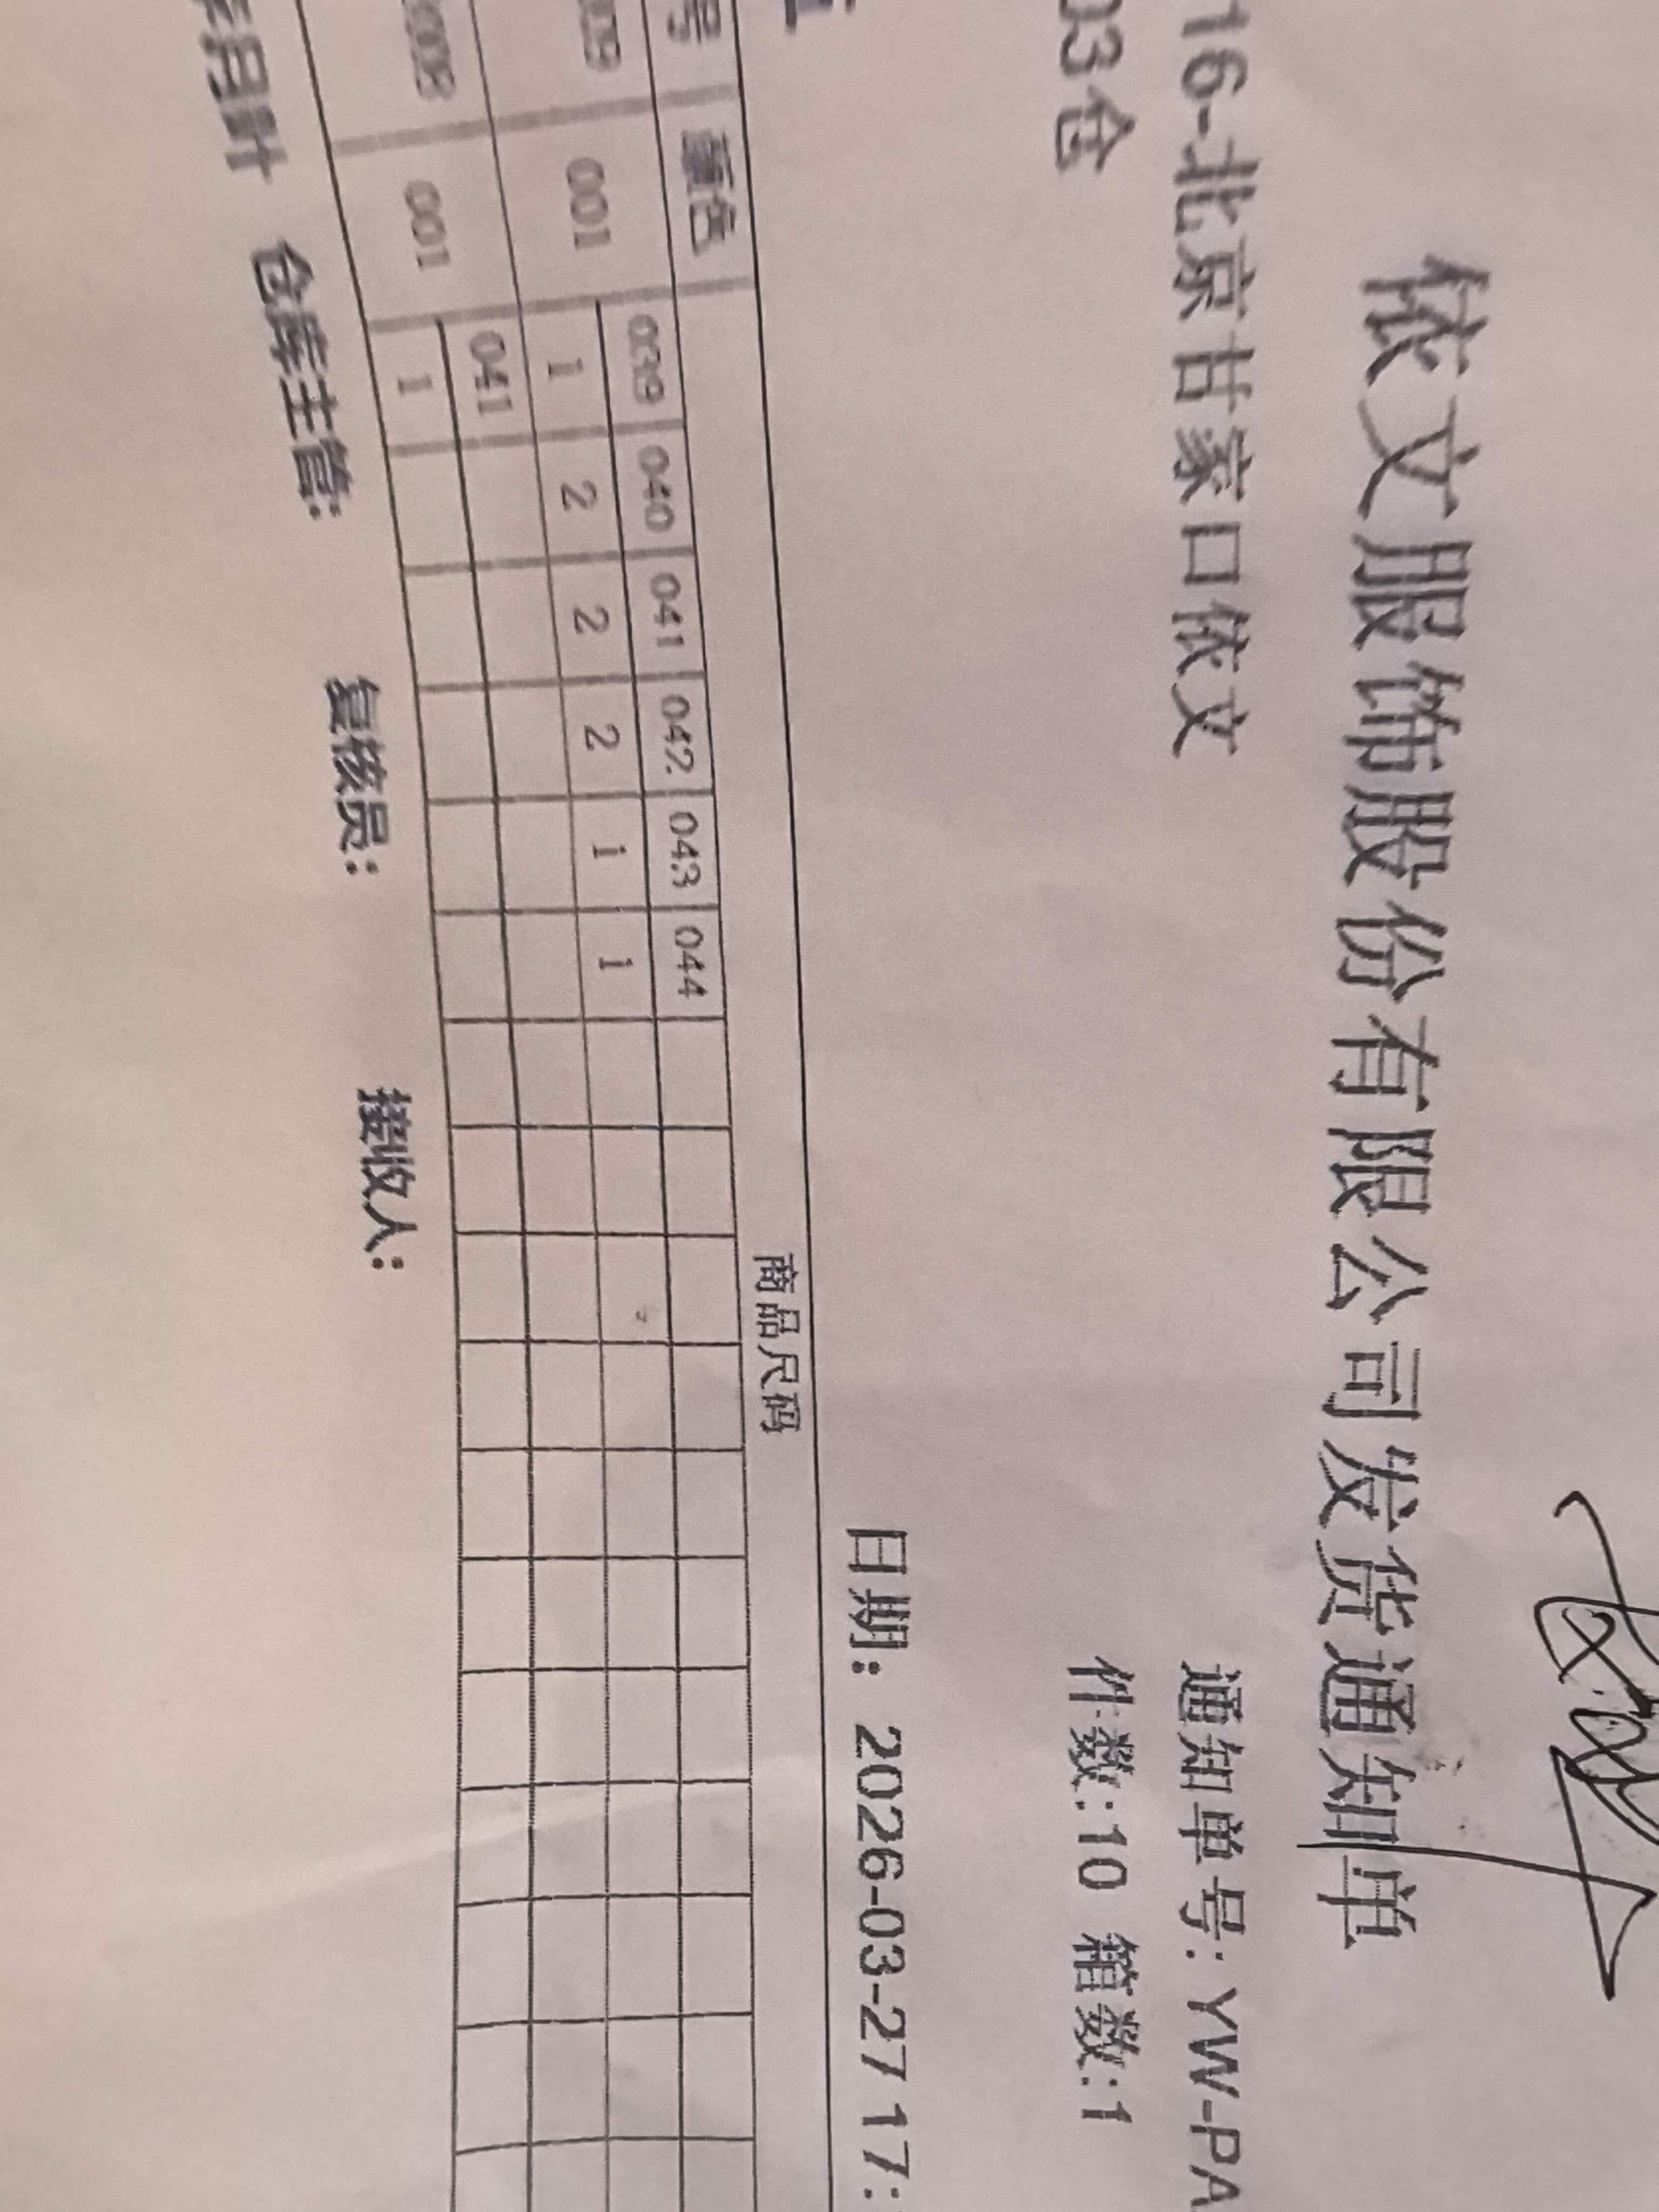 依文服饰股份有限公司发货通知单
16-北京甘家口依文 通知单号: YW-PA
03仓 件数:10 箱数:1
日期: 2026-03-27 17:
号 颜色 商品尺码
039 040 041 042 043 044
009 001 1 2 2 2 1 1
041
008 001 1
仓库主管: 复核员: 接收人: